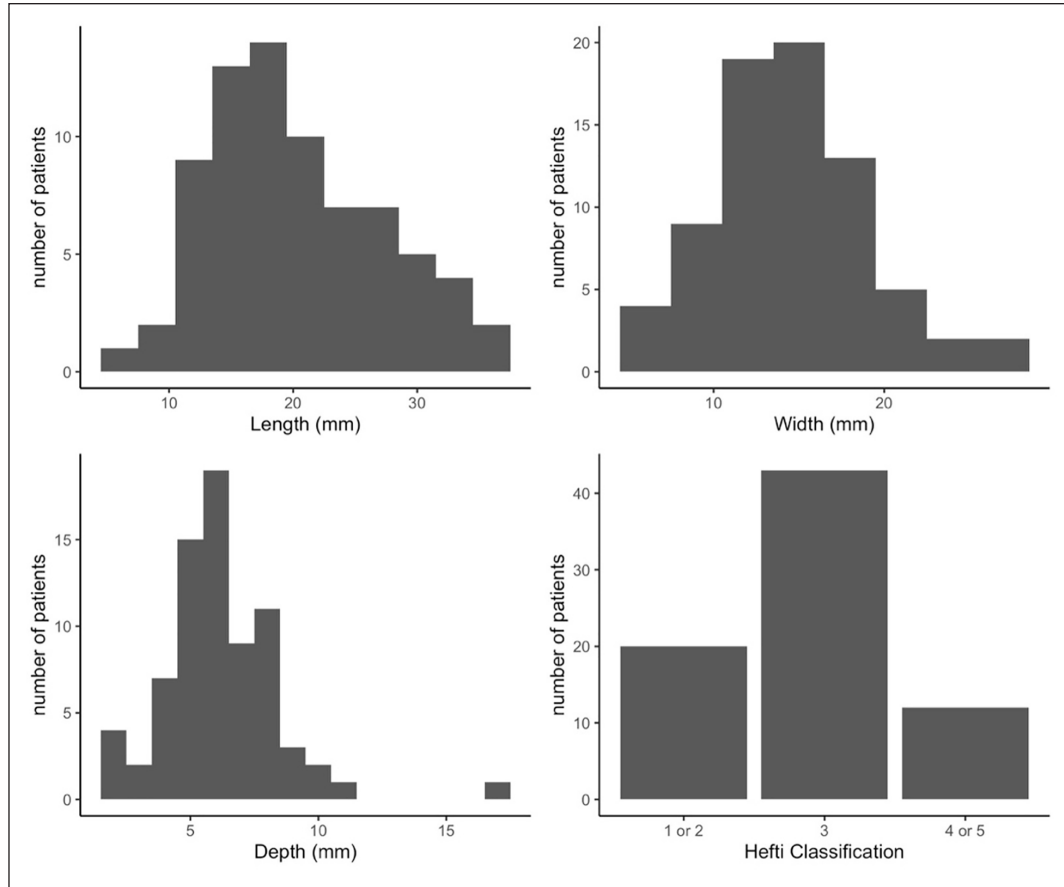 number of patients
10
5
0
10 20 30
Length (mm)
number of patients
20
15
10
5
0
10 20
Width (mm)
number of patients
15
10
5
0
5 10 15
Depth (mm)
number of patients
40
30
20
10
0
1 or 2 3 4 or 5
Hefti Classification